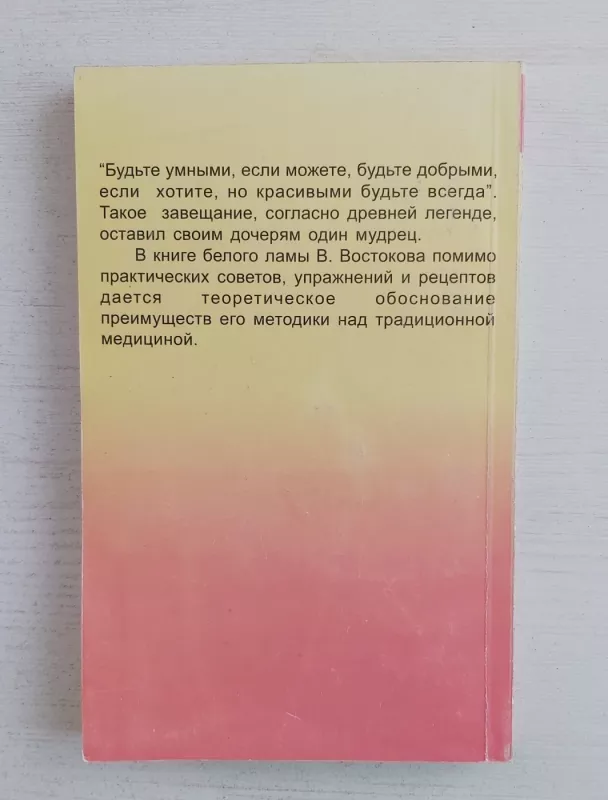 “Будьте умными, если можете, будьте добрыми,
если хотите, но красивыми будьте всегда”.
Такое завещание, согласно древней легенде,
оставил своим дочерям один мудрец.
В книге белого ламы В. Востокова помимо
практических советов, упражнений и рецептов
дается теоретическое обоснование
преимуществ его методики над традиционной
медициной.